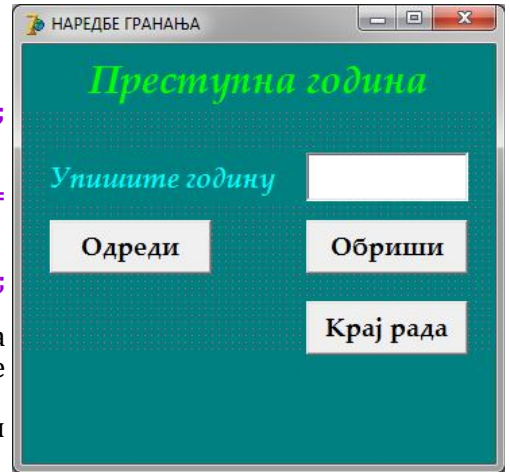 НАРЕДБЕ ГРАНАЊА
Преступна година
;
Упишите годину
=
Одреди Обриши
;
Крај рада
а
е
и